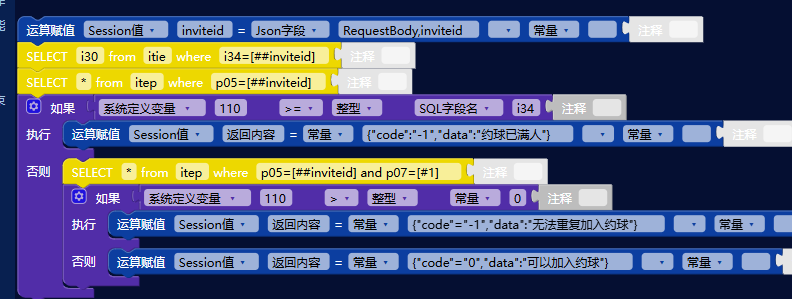 运算赋值 Session值 inviteid = Json字段 RequestBody,inviteid 常量 注释
SELECT i30 from itie where i34=[##inviteid] 注释
SELECT * from itep where p05=[##inviteid] 注释
如果 系统定义变量 110 >= 整型 SQL字段名 i34 注释
执行 运算赋值 Session值 返回内容 = 常量 {"code":"-1","data":"约球已满人"} 常量 注释
否则 SELECT * from itep where p05=[##inviteid] and p07=[#1] 注释
如果 系统定义变量 110 > 整型 常量 0 注释
执行 运算赋值 Session值 返回内容 = 常量 {"code"="-1","data":"无法重复加入约球"} 常量
否则 运算赋值 Session值 返回内容 = 常量 {"code"="0","data":"可以加入约球"} 常量